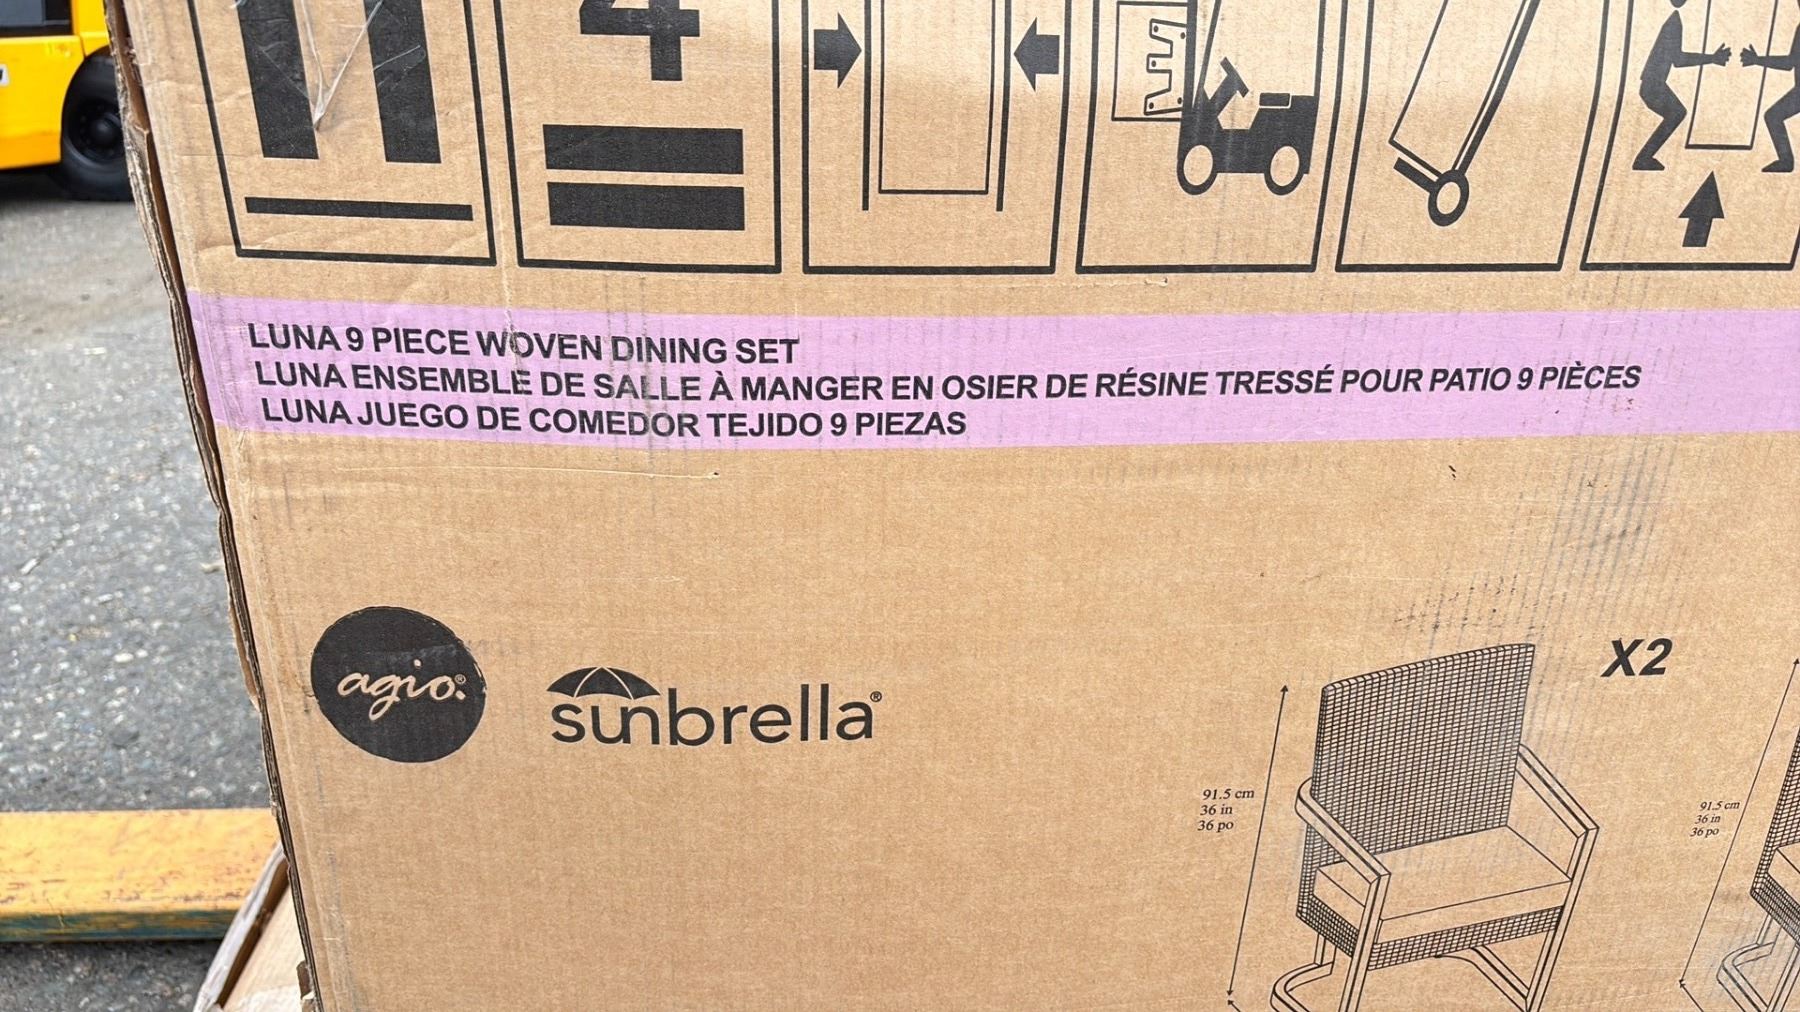 4
LUNA 9 PIECE WOVEN DINING SET
LUNA ENSEMBLE DE SALLE À MANGER EN OSIER DE RÉSINE TRESSÉ POUR PATIO 9 PIÈCES
LUNA JUEGO DE COMEDOR TEJIDO 9 PIEZAS
agio.®
sunbrella®
X2
91.5 cm
36 in
36 po
91.5 cm
36 in
36 po